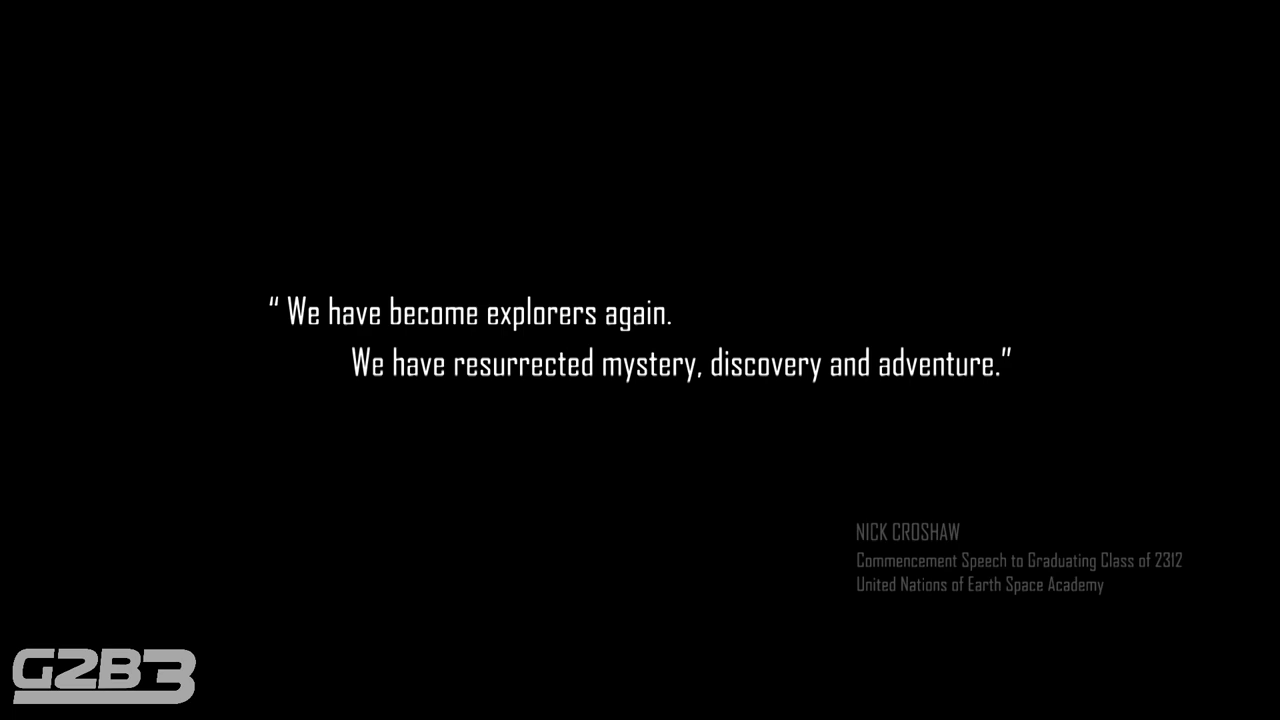 “ We have become explorers again.
We have resurrected mystery, discovery and adventure.”
NICK CROSHAW
Commencement Speech to Graduating Class of 2312
United Nations of Earth Space Academy
G2B3